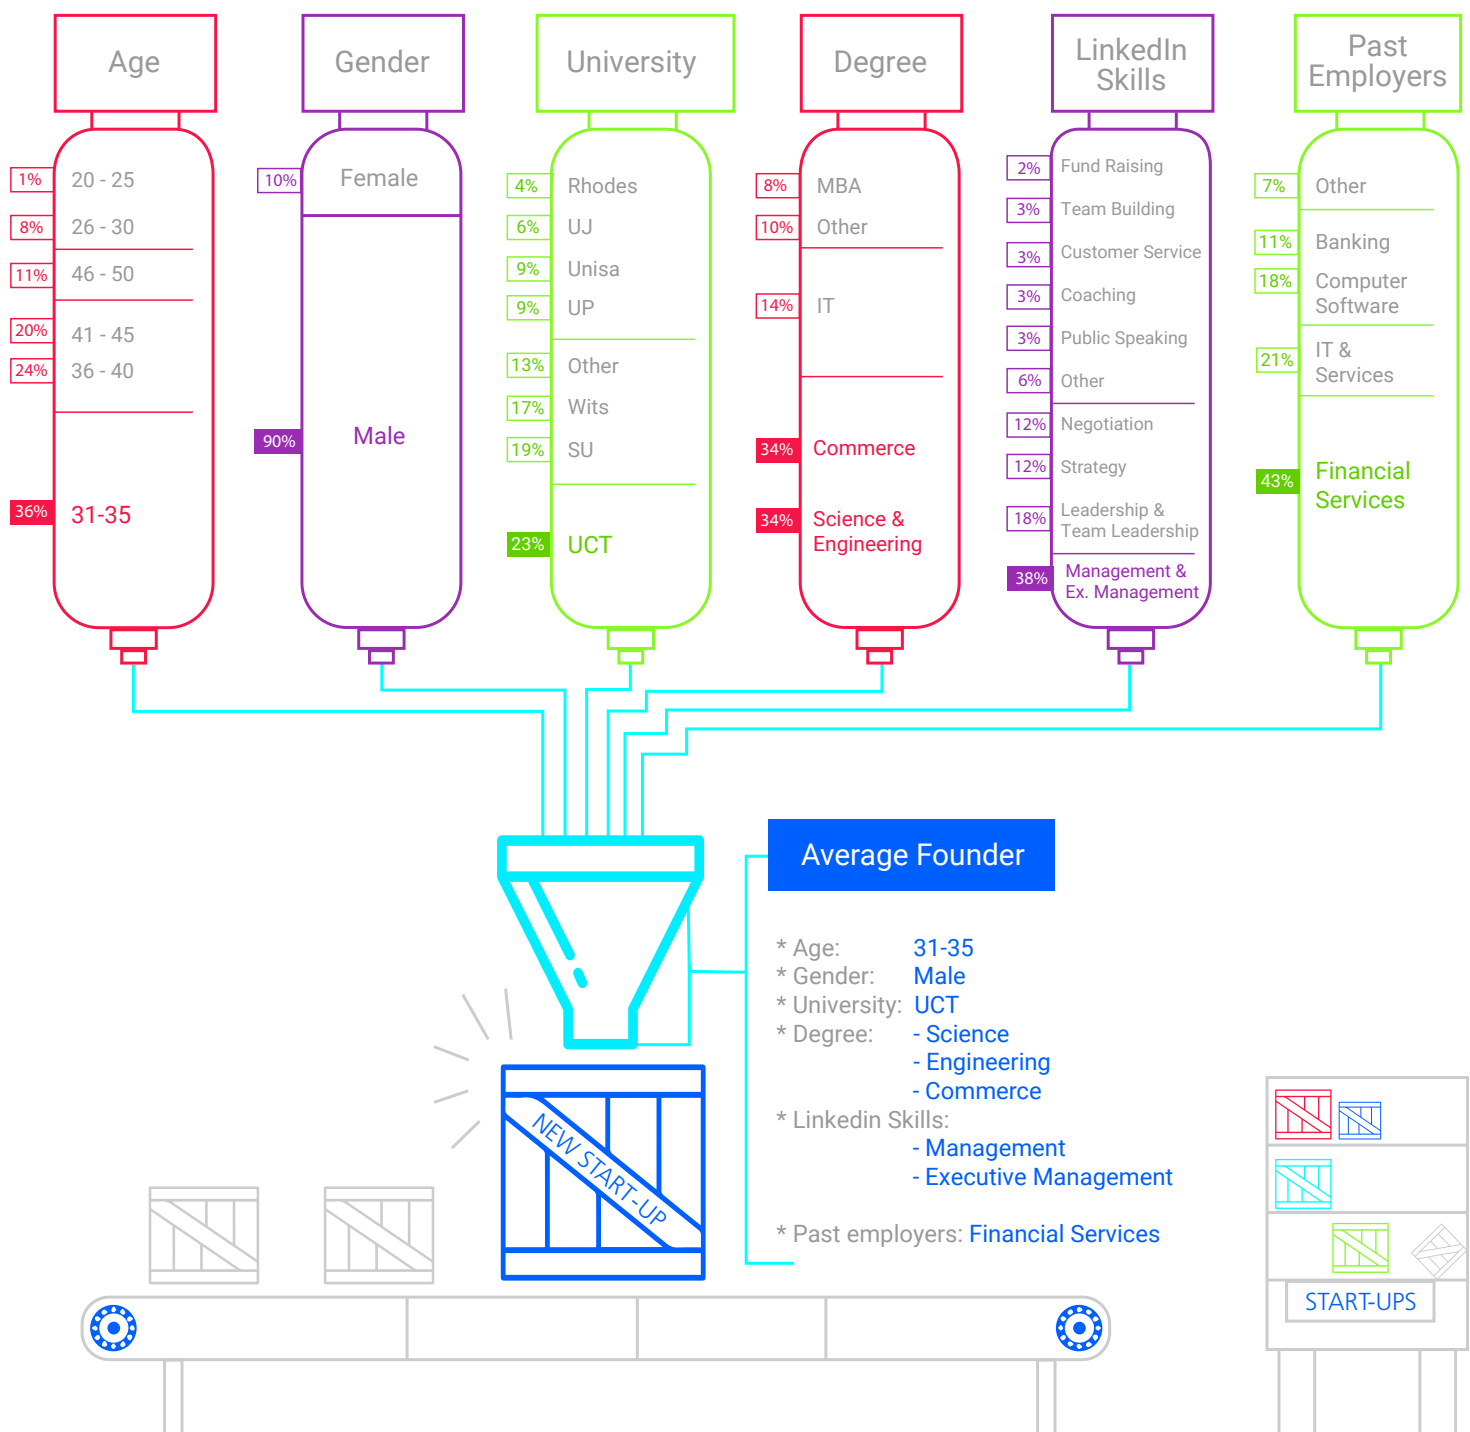 Age
1% 20 - 25
8% 26 - 30
11% 46 - 50
20% 41 - 45
24% 36 - 40
36% 31-35
Gender
10% Female
90% Male
University
4% Rhodes
6% UJ
9% Unisa
9% UP
13% Other
17% Wits
19% SU
23% UCT
Degree
8% MBA
10% Other
14% IT
34% Commerce
34% Science &
Engineering
LinkedIn
Skills
2% Fund Raising
3% Team Building
3% Customer Service
3% Coaching
3% Public Speaking
6% Other
12% Negotiation
12% Strategy
18% Leadership &
Team Leadership
38% Management &
Ex. Management
Past
Employers
7% Other
11% Banking
18% Computer
Software
21% IT &
Services
43% Financial
Services
Average Founder
* Age: 31-35
* Gender: Male
* University: UCT
* Degree: - Science
- Engineering
- Commerce
* Linkedin Skills:
- Management
- Executive Management
* Past employers: Financial Services
NEW START-UP
START-UPS